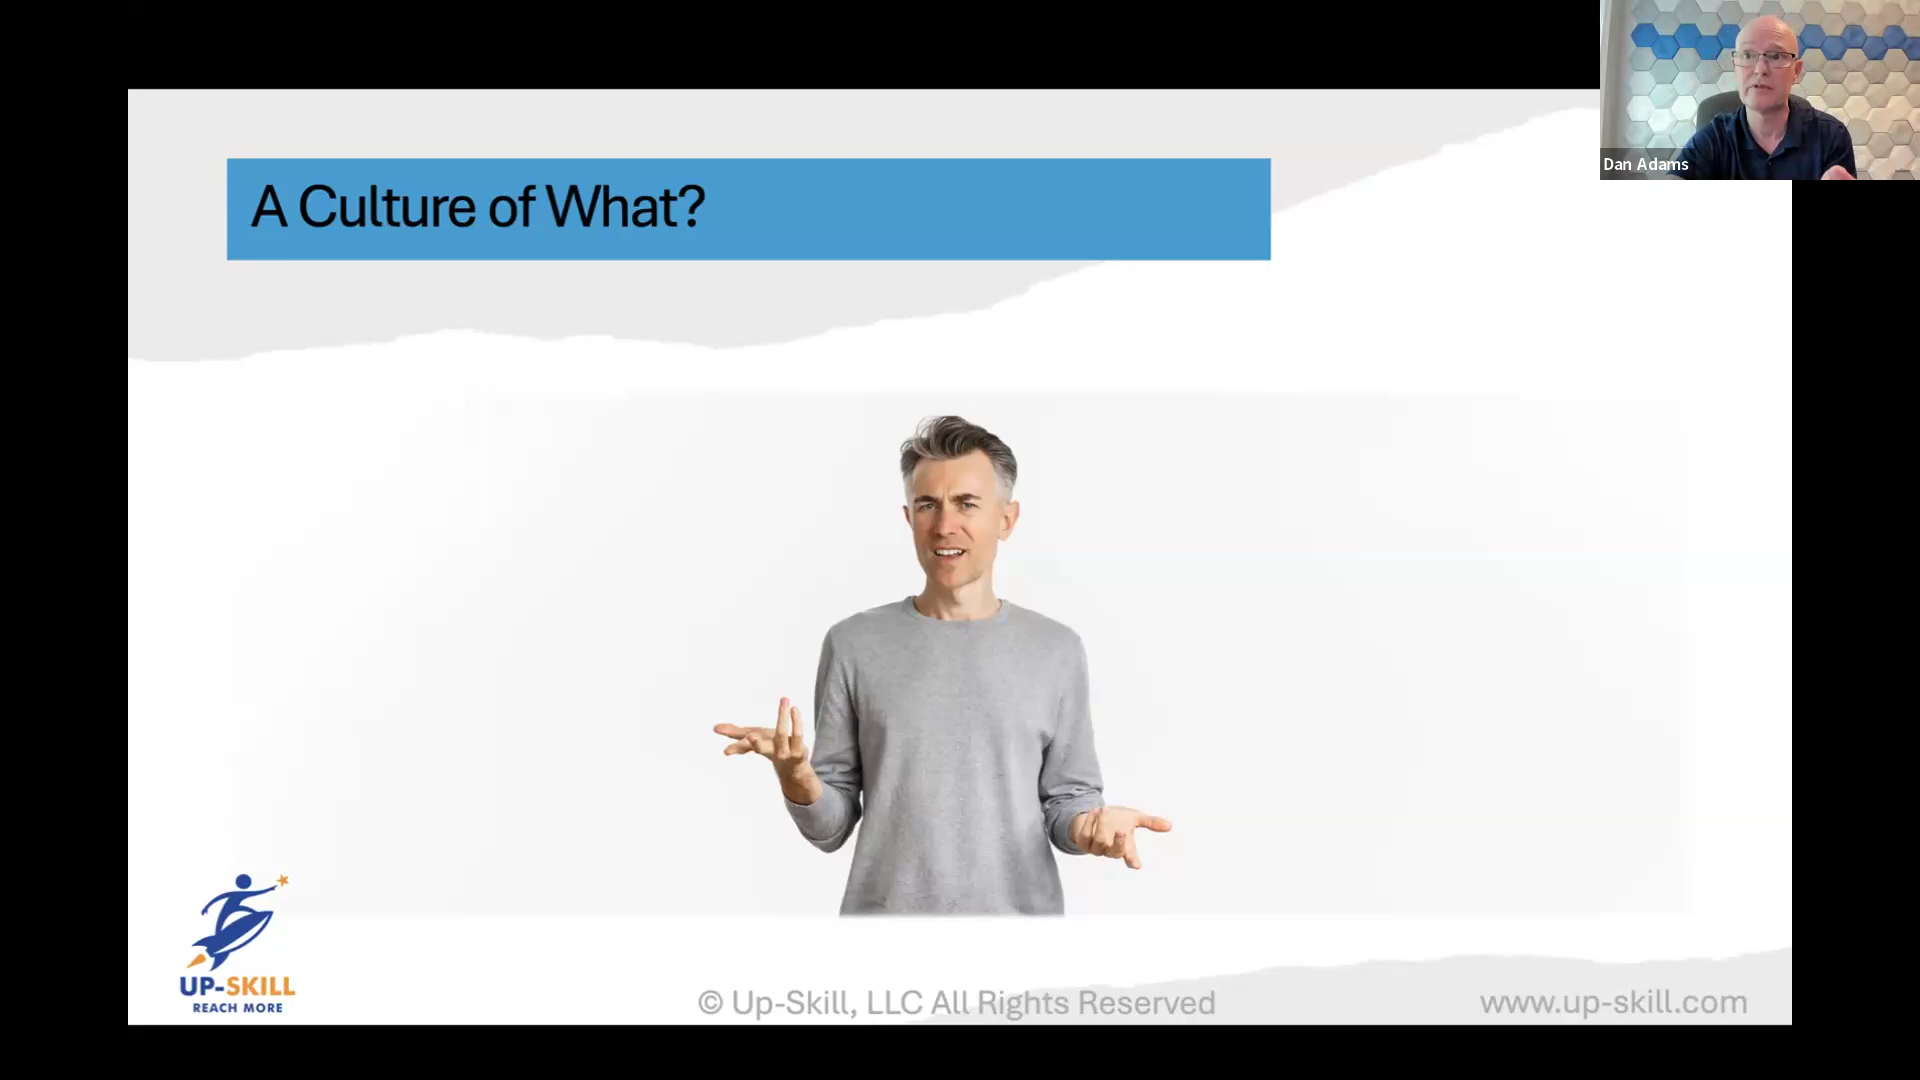 Dan Adams
A Culture of What?
UP-SKILL
REACH MORE
© Up-Skill, LLC All Rights Reserved
www.up-skill.com